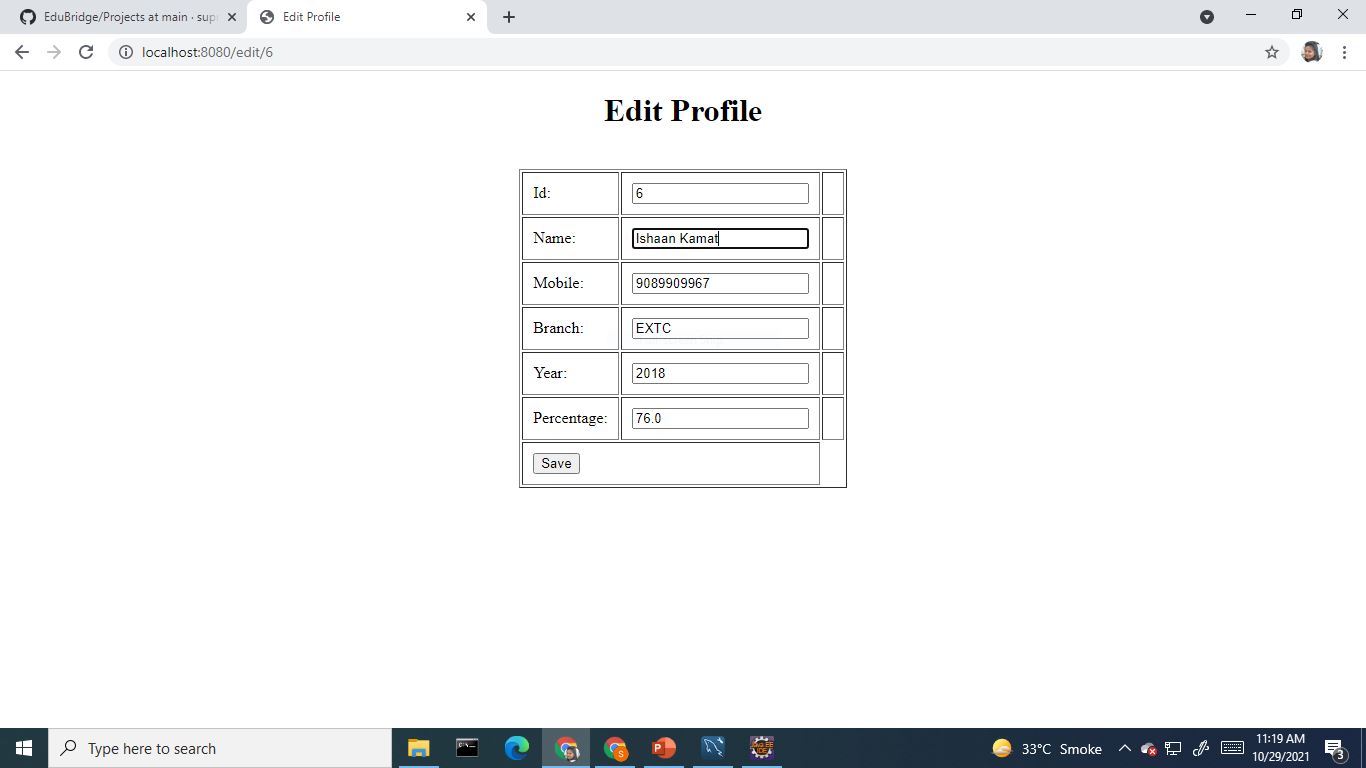 EduBridge/Projects at main · sup
Edit Profile
localhost:8080/edit/6
Edit Profile
Id: 6
Name: Ishaan Kamat
Mobile: 9089909967
Branch: EXTC
Year: 2018
Percentage: 76.0
Save
Type here to search
33°C Smoke
11:19 AM
10/29/2021
3